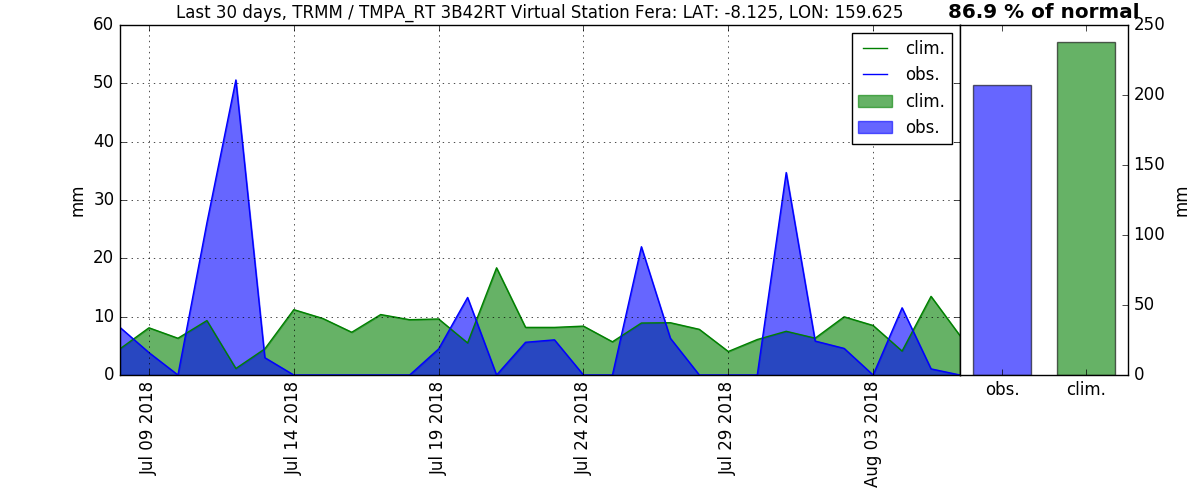 Last 30 days, TRMM / TMPA_RT 3B42RT Virtual Station Fera: LAT: -8.125, LON: 159.625
86.9 % of normal
60
50
40
30
20
10
0
mm
clim.
obs.
clim.
obs.
Jul 09 2018
Jul 14 2018
Jul 19 2018
Jul 24 2018
Jul 29 2018
Aug 03 2018
250
200
150
100
50
0
mm
obs.
clim.